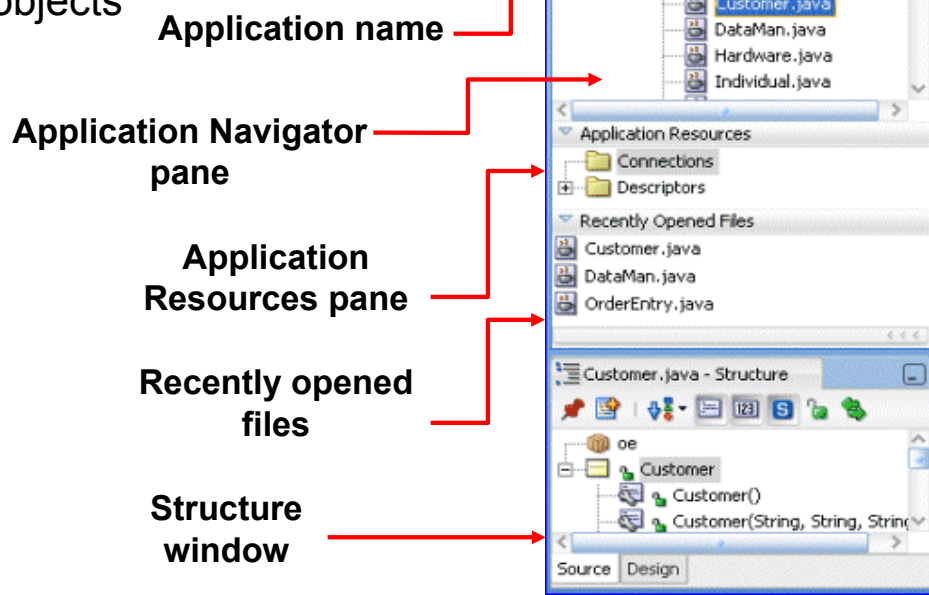 objects
Application name
Application Navigator
pane
Application
Resources pane
Recently opened
files
Structure
window
Customer.java
DataMan.java
Hardware.java
Individual.java
Application Resources
Connections
Descriptors
Recently Opened Files
Customer.java
DataMan.java
OrderEntry.java
Customer.java - Structure
123
S
oe
Customer
Customer()
Customer(String, String, String
Source Design